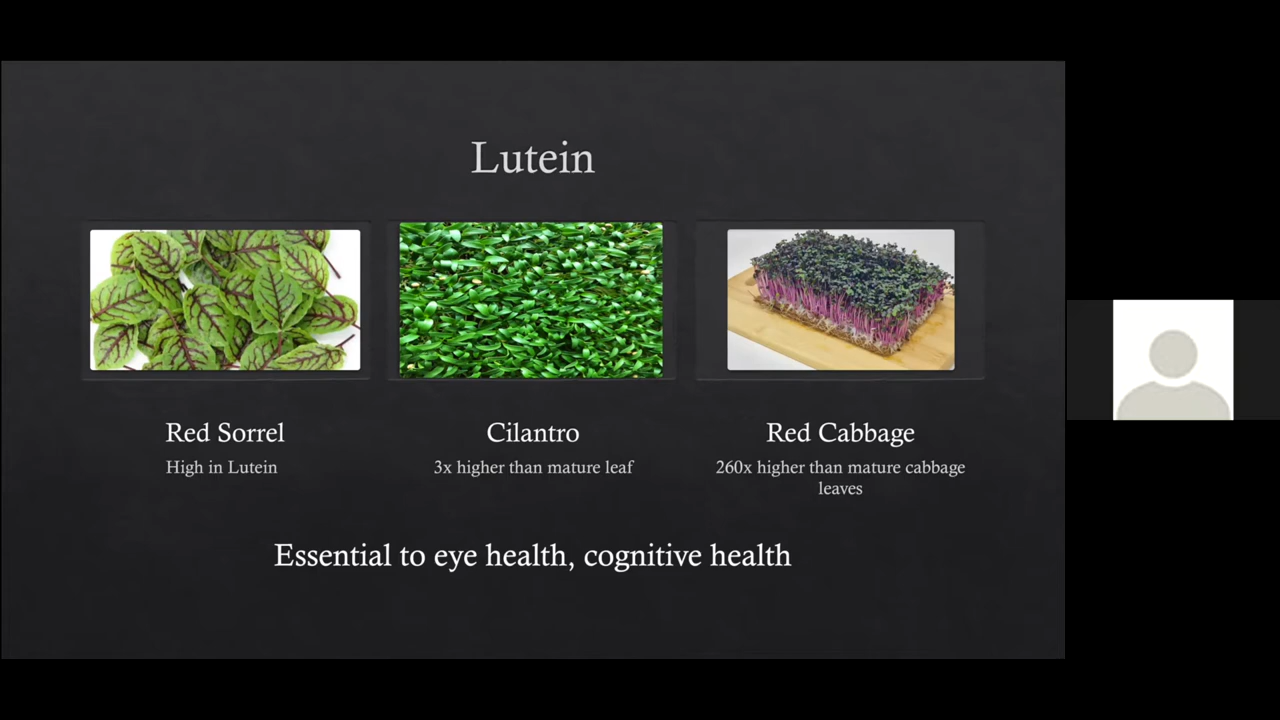 Lutein
Red Sorrel
High in Lutein
Cilantro
3x higher than mature leaf
Red Cabbage
260x higher than mature cabbage
leaves
Essential to eye health, cognitive health